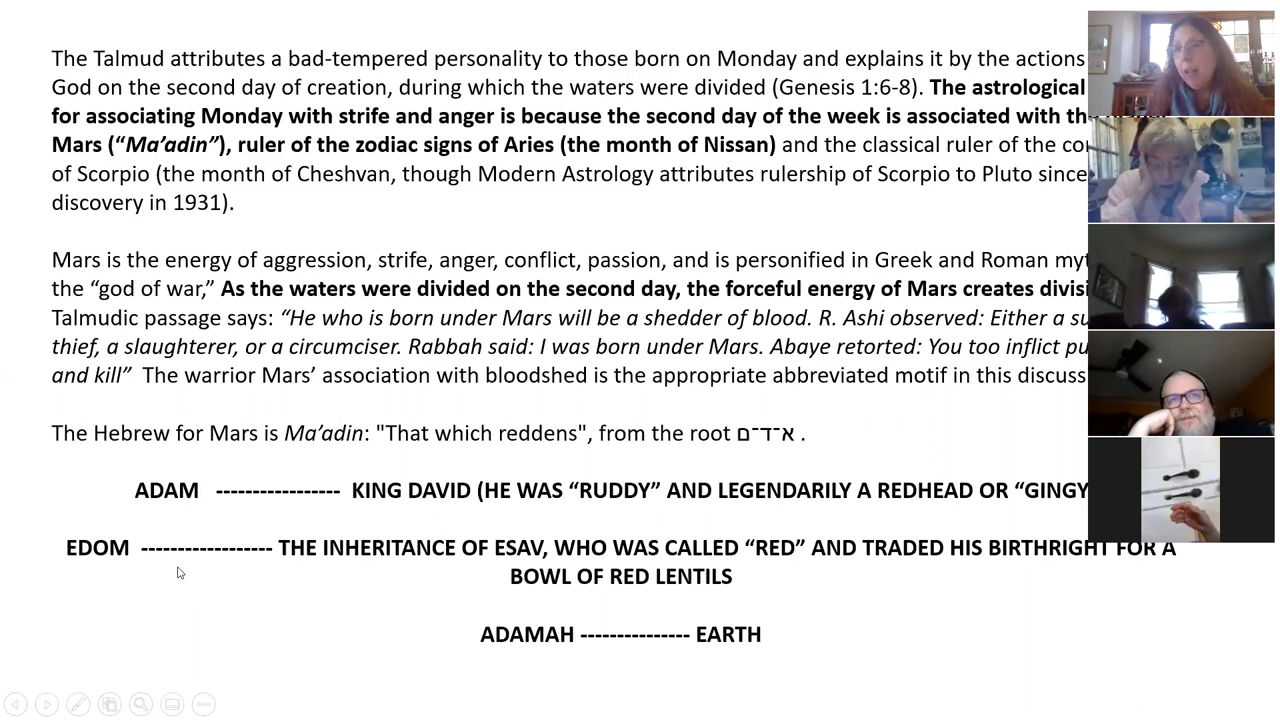 The Talmud attributes a bad-tempered personality to those born on Monday and explains it by the actions
God on the second day of creation, during which the waters were divided (Genesis 1:6-8). The astrological
for associating Monday with strife and anger is because the second day of the week is associated with
Mars (“Ma’adin”), ruler of the zodiac signs of Aries (the month of Nissan) and the classical ruler of the
of Scorpio (the month of Cheshvan, though Modern Astrology attributes rulership of Scorpio to Pluto since
discovery in 1931).
Mars is the energy of aggression, strife, anger, conflict, passion, and is personified in Greek and Roman
the “god of war,” As the waters were divided on the second day, the forceful energy of Mars creates
Talmudic passage says: “He who is born under Mars will be a shedder of blood. R. Ashi observed: Either a
thief, a slaughterer, or a circumciser. Rabbah said: I was born under Mars. Abaye retorted: You too inflict
and kill” The warrior Mars’ association with bloodshed is the appropriate abbreviated motif in this
The Hebrew for Mars is Ma’adin: "That which reddens", from the root א־ד־ם .
ADAM ----------------- KING DAVID (HE WAS “RUDDY” AND LEGENDARILY A REDHEAD OR “GINGY
EDOM ------------------ THE INHERITANCE OF ESAV, WHO WAS CALLED “RED” AND TRADED HIS BIRTHRIGHT FOR A
BOWL OF RED LENTILS
ADAMAH --------------- EARTH